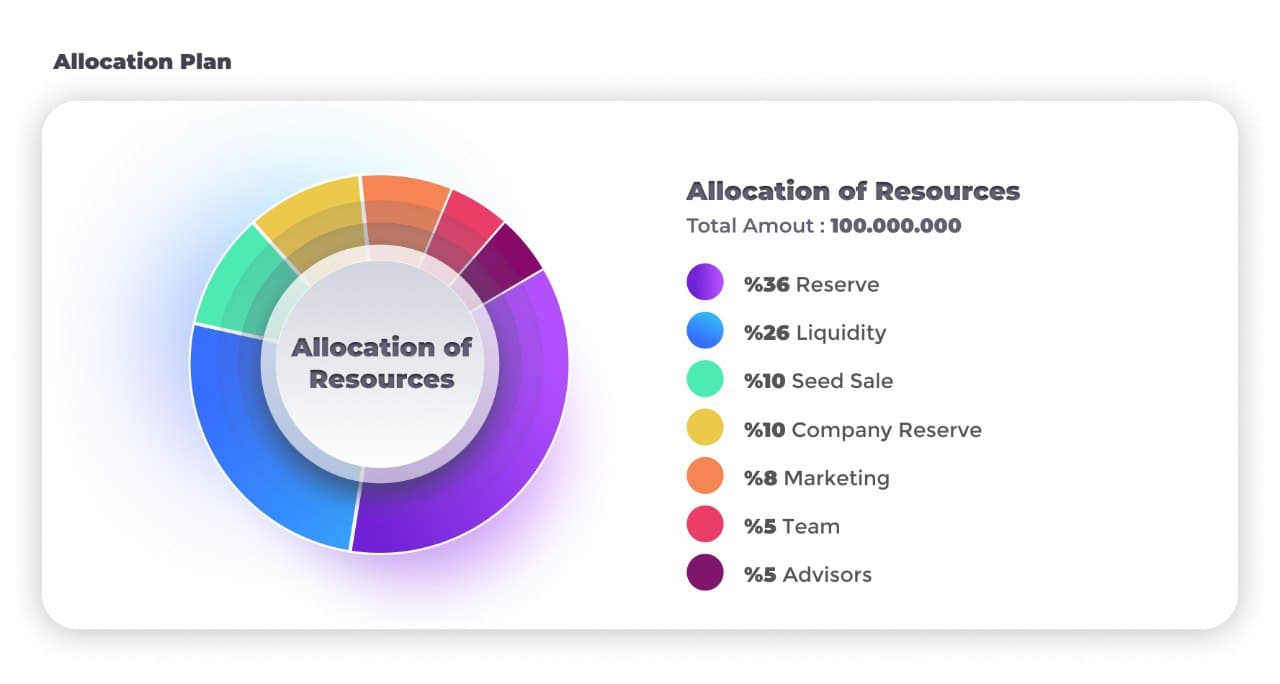 Allocation Plan
Allocation of
Resources
Allocation of Resources
Total Amout : 100.000.000
%36 Reserve
%26 Liquidity
%10 Seed Sale
%10 Company Reserve
%8 Marketing
%5 Team
%5 Advisors